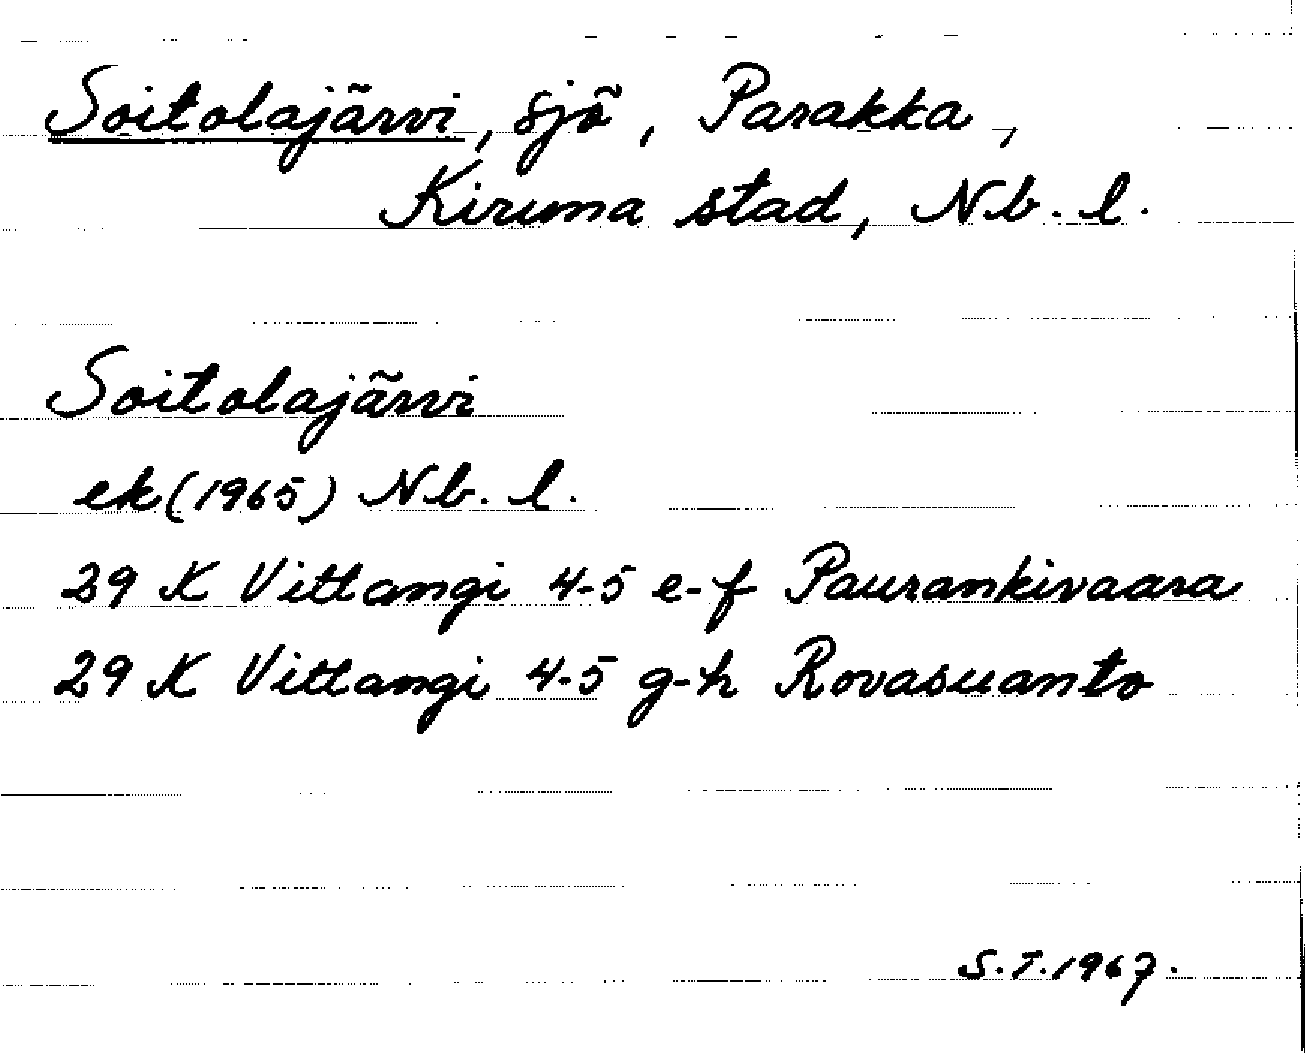 Soitolajärvi, sjö, Parakka,
Kiruna stad, Nb. l.
Soitolajärvi
ek (1965) Nb. l.
29 K Vittangi 4-5 e-f Paurankivaara
29 K Vittangi 4-5 g-h Rovasuanto
S.T. 1967.